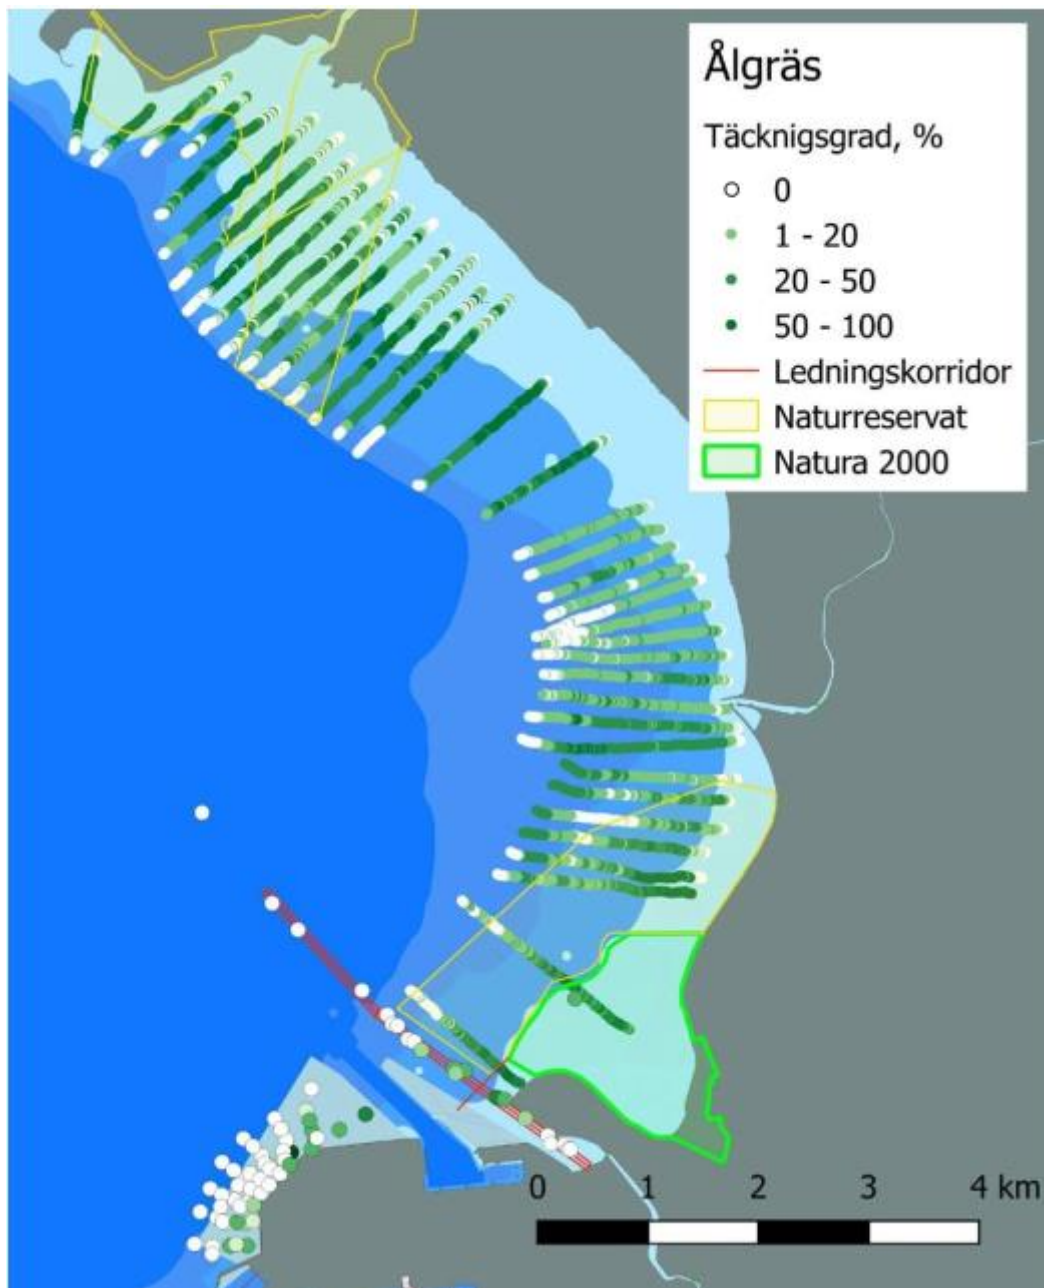 Ålgräs
Täcknigsgrad, %
0
1 - 20
20 - 50
50 - 100
Ledningskorridor
Naturreservat
Natura 2000
0 1 2 3 4 km